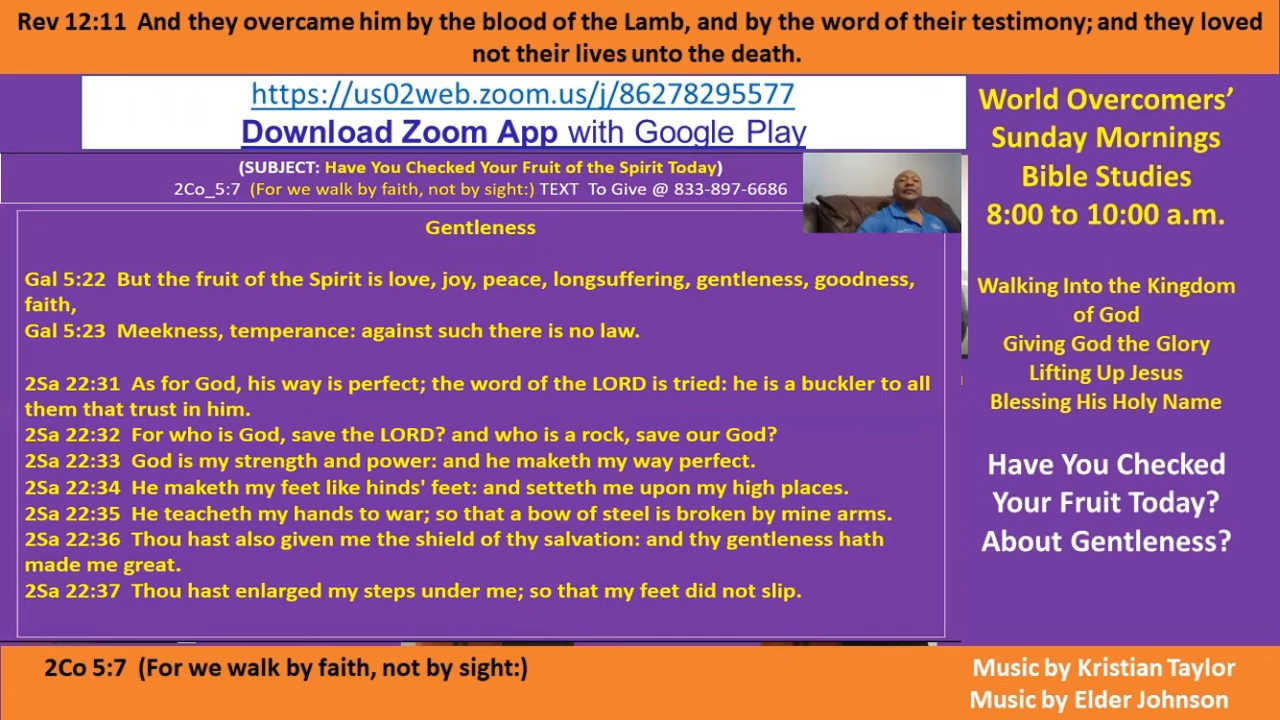 Rev 12:11 And they overcame him by the blood of the Lamb, and by the word of their testimony; and they loved
not their lives unto the death.
https://us02web.zoom.us/j/86278295577
Download Zoom App with Google Play
(SUBJECT: Have You Checked Your Fruit of the Spirit Today)
2Co_5:7 (For we walk by faith, not by sight:) TEXT To Give @ 833-897-6686
Gentleness
Gal 5:22 But the fruit of the Spirit is love, joy, peace, longsuffering, gentleness, goodness,
faith,
Gal 5:23 Meekness, temperance: against such there is no law.
2Sa 22:31 As for God, his way is perfect; the word of the LORD is tried: he is a buckler to all
them that trust in him.
2Sa 22:32 For who is God, save the LORD? and who is a rock, save our God?
2Sa 22:33 God is my strength and power: and he maketh my way perfect.
2Sa 22:34 He maketh my feet like hinds' feet: and setteth me upon my high places.
2Sa 22:35 He teacheth my hands to war; so that a bow of steel is broken by mine arms.
2Sa 22:36 Thou hast also given me the shield of thy salvation: and thy gentleness hath
made me great.
2Sa 22:37 Thou hast enlarged my steps under me; so that my feet did not slip.
World Overcomers’
Sunday Mornings
Bible Studies
8:00 to 10:00 a.m.
Walking Into the Kingdom
of God
Giving God the Glory
Lifting Up Jesus
Blessing His Holy Name
Have You Checked
Your Fruit Today?
About Gentleness?
2Co 5:7 (For we walk by faith, not by sight:)
Music by Kristian Taylor
Music by Elder Johnson